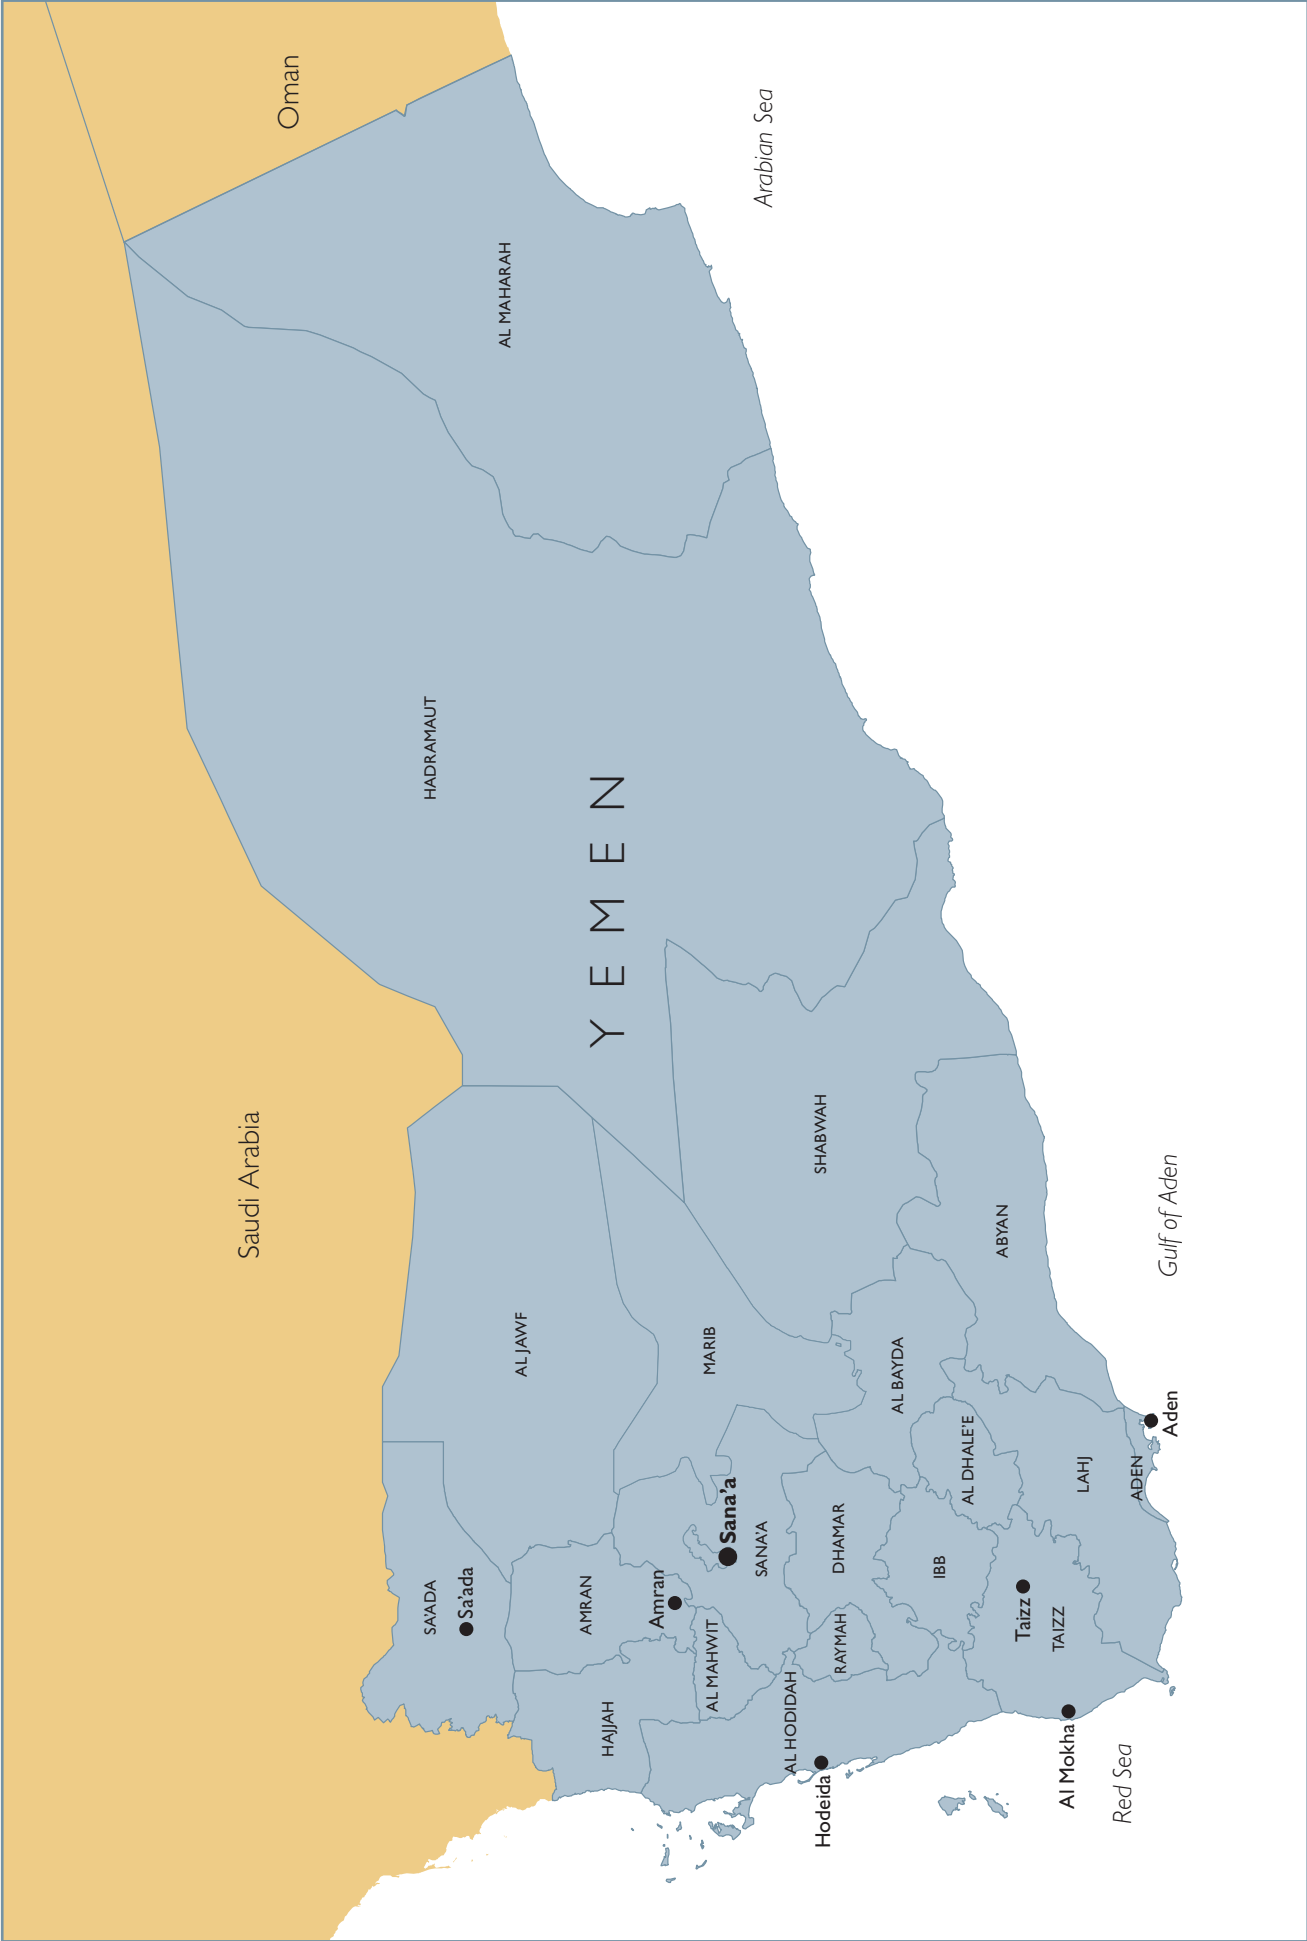 Oman
Saudi Arabia
Arabian Sea
AL MAHARAH
HADRAMAUT
YEMEN
SHABWAH
ABYAN
Gulf of Aden
AL JAWF
MARIB
AL BAYDA
Aden
SA'ADA
Sa'ada
AMRAN
Amran
Sana'a
SANA'A
DHAMAR
AL DHALE'E
LAHJ
ADEN
IBB
HAJJAH
AL MAHWIT
RAYMAH
AL HODIDAH
Hodeida
Taizz
TAIZZ
Al Mokha
Red Sea